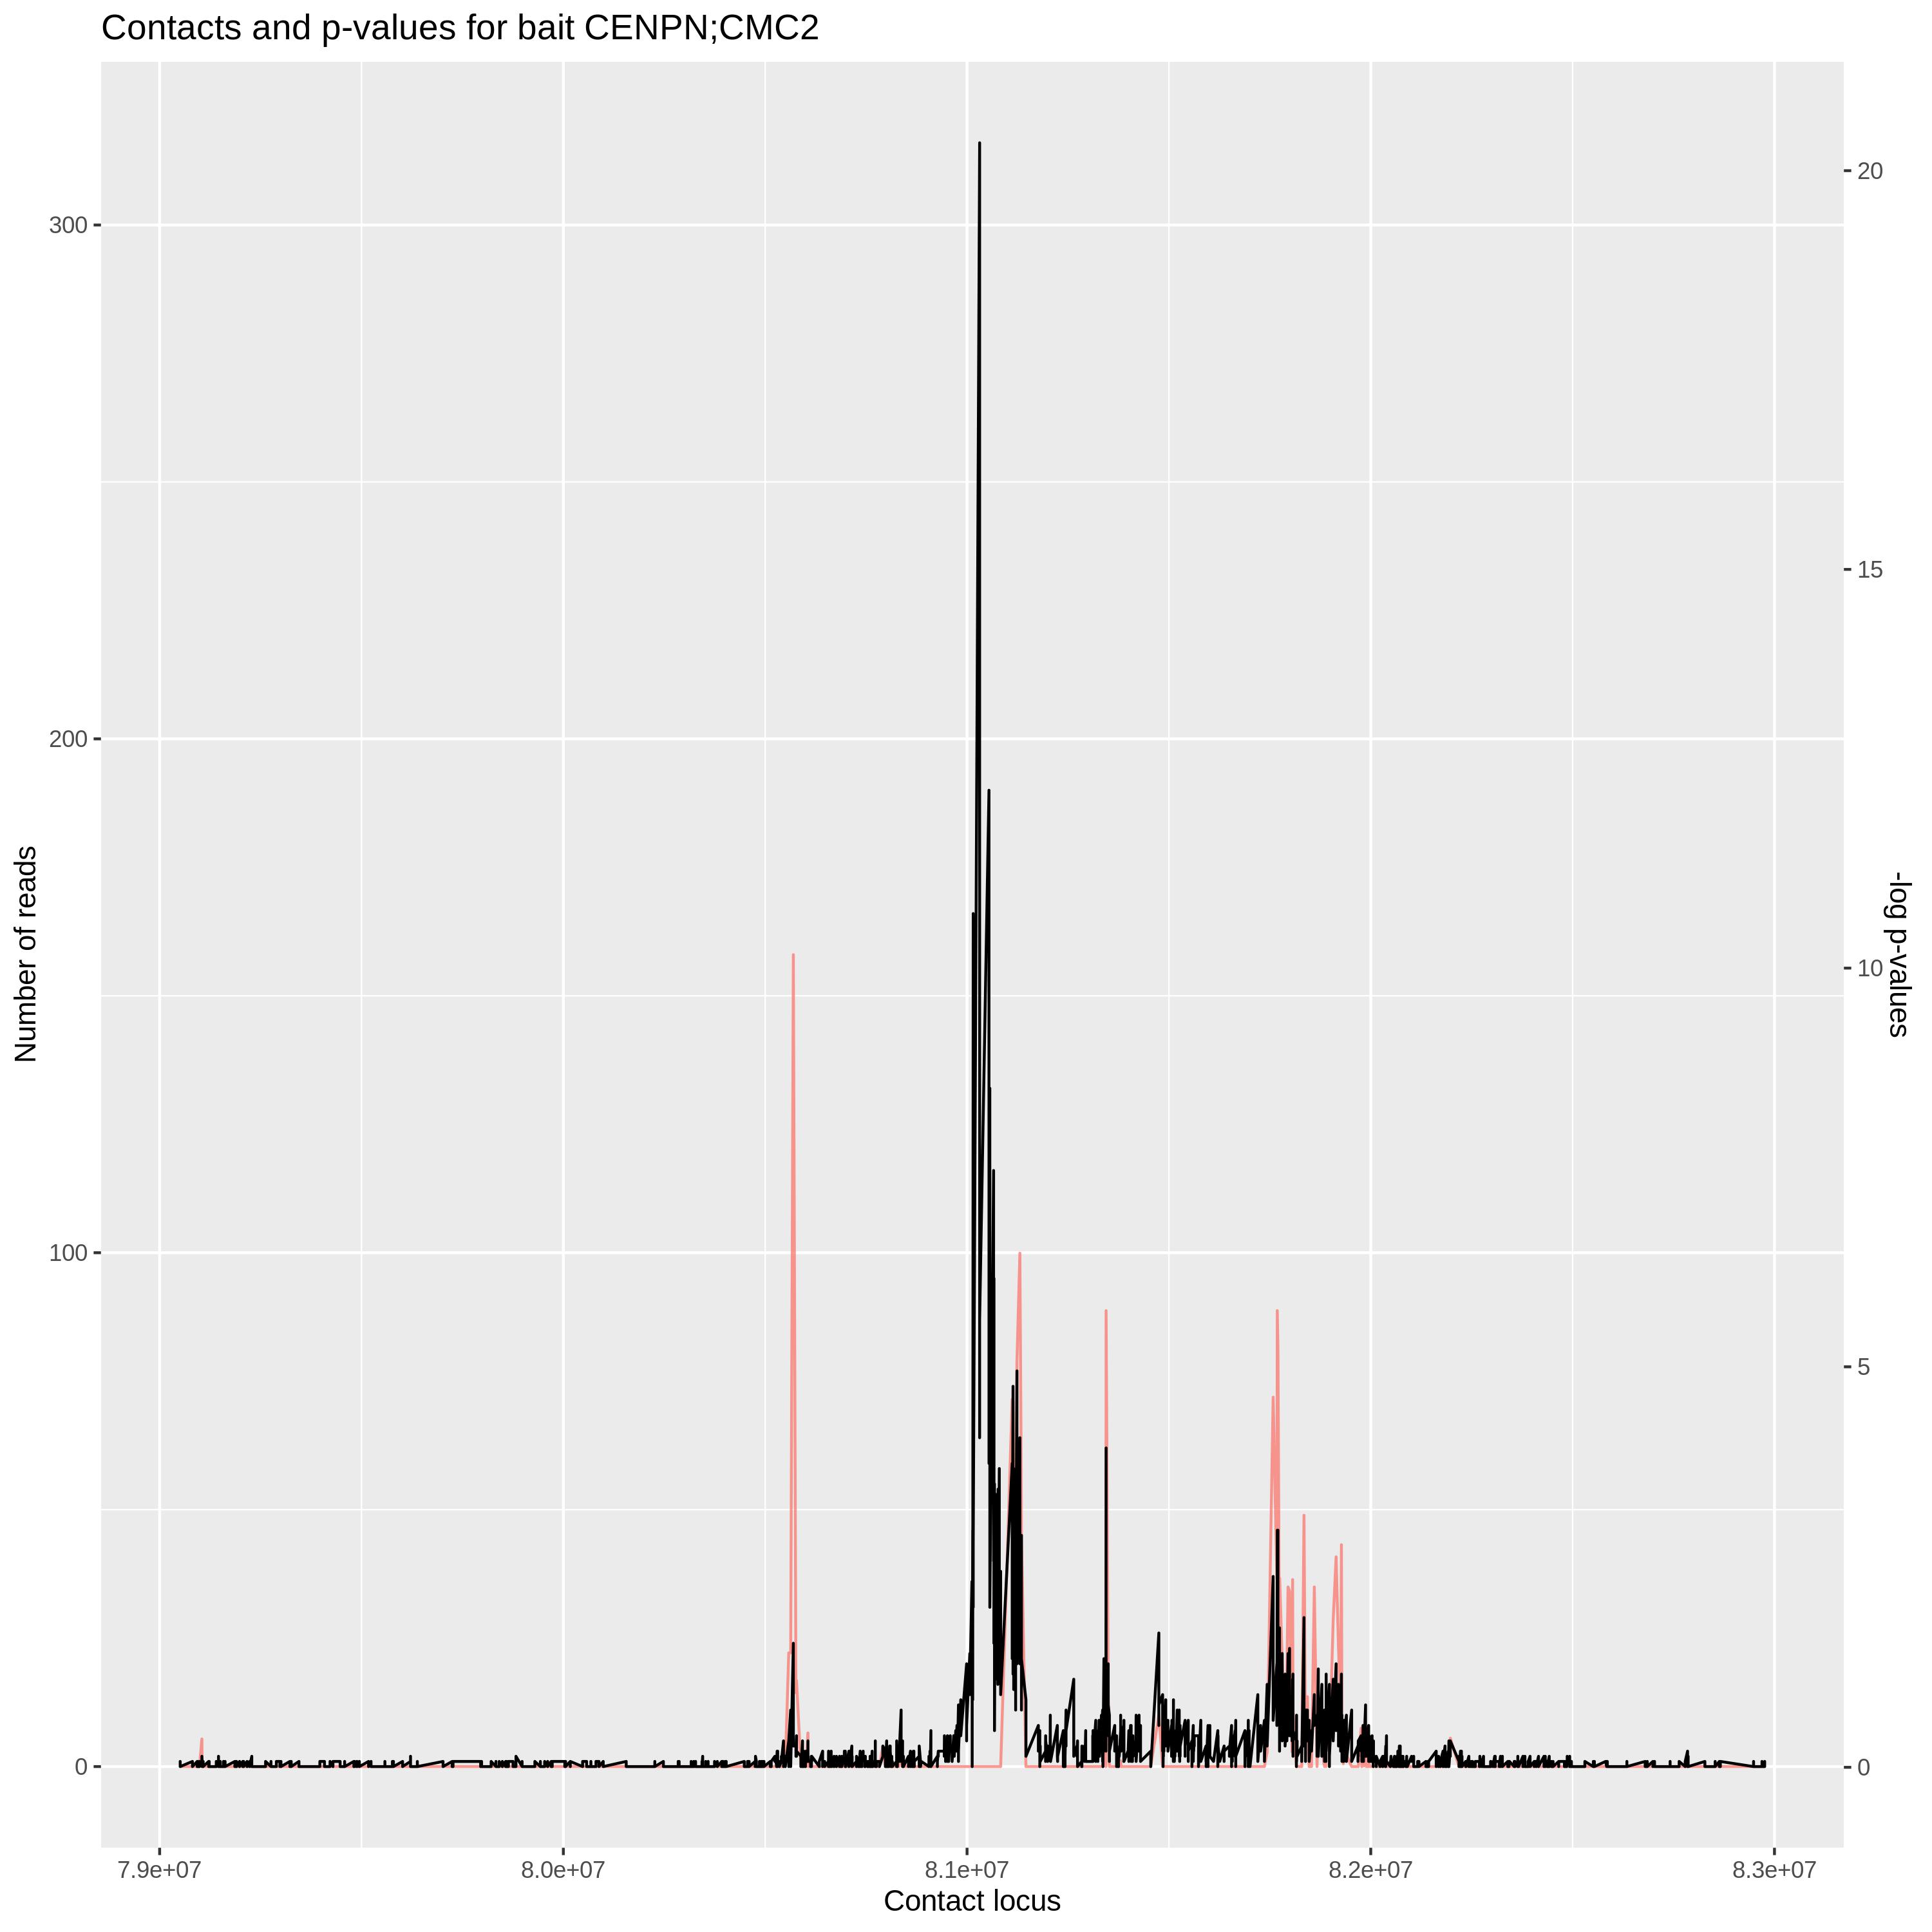 Contacts and p-values for bait CENPN;CMC2
300
200
100
0
Number of reads
20
15
10
5
0
-log p-values
7.9e+07
8.0e+07
8.1e+07
8.2e+07
8.3e+07
Contact locus